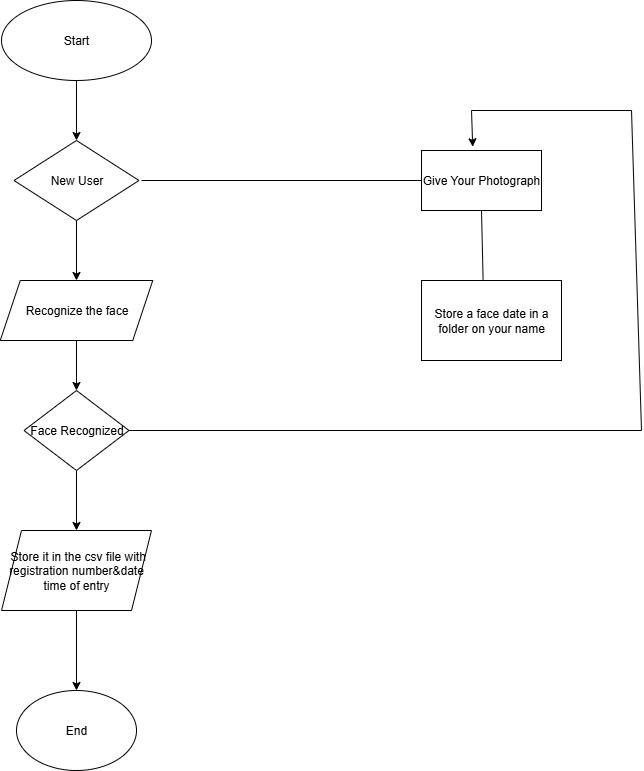 Start
New User
Give Your Photograph
Recognize the face
Store a face date in a
folder on your name
Face Recognized
Store it in the csv file with
registration number&date
time of entry
End